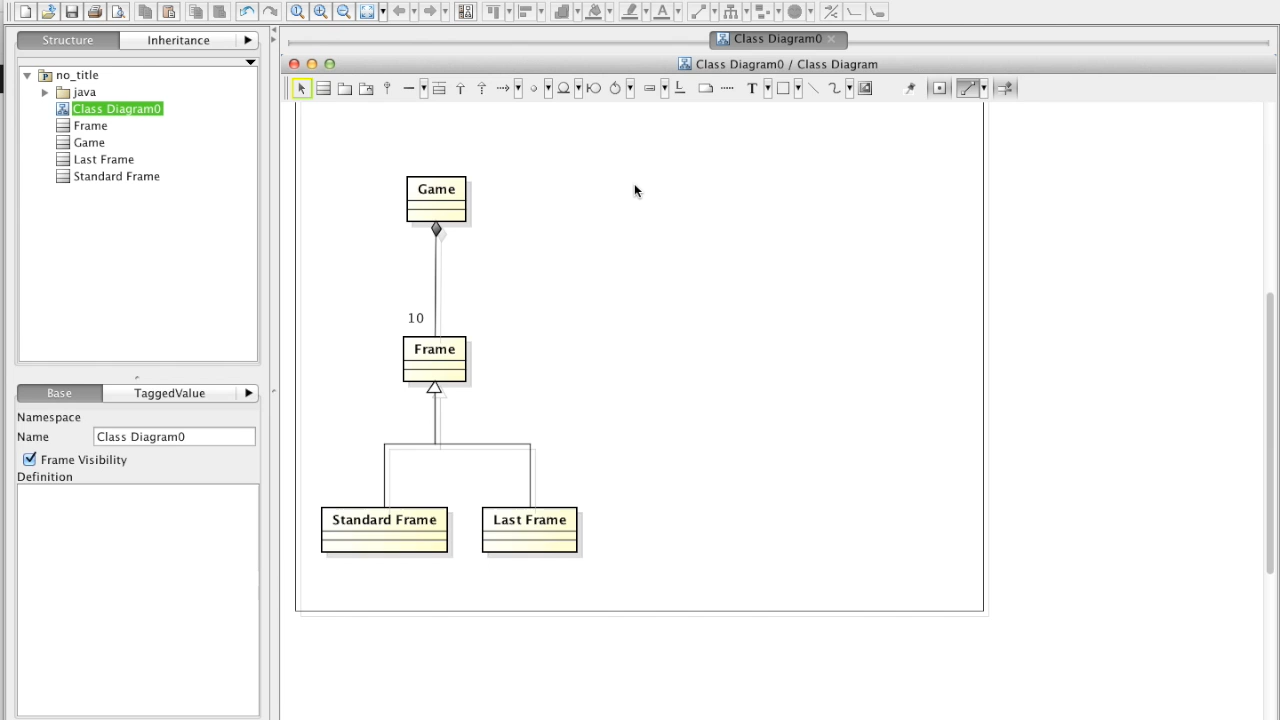 Class Diagram0
Structure
Inheritance
Class Diagram0 / Class Diagram
no_title
java
Class Diagram0
Frame
Game
Last Frame
Standard Frame
T
A
Game
10
Frame
Standard Frame
Last Frame
Base
TaggedValue
Namespace
Name
Class Diagram0
Frame Visibility
Definition